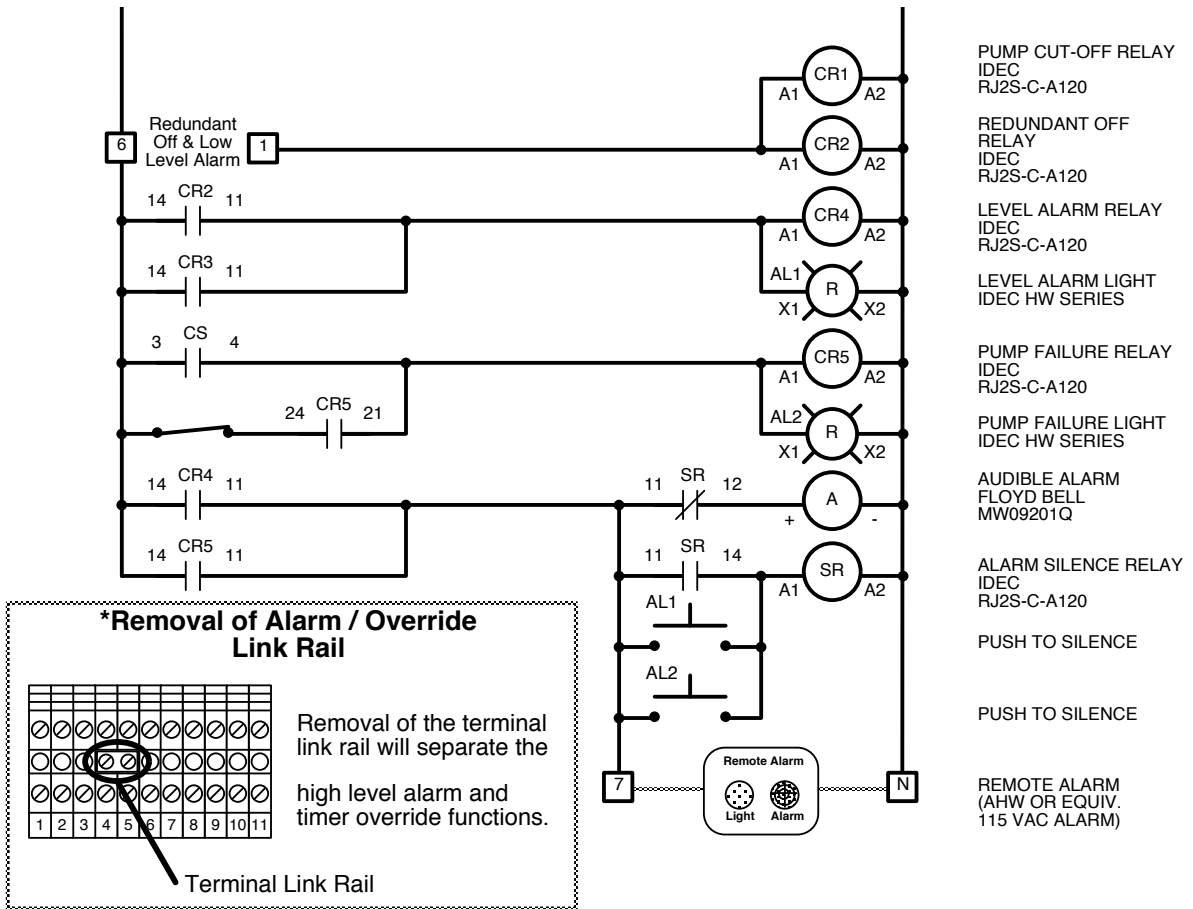 CR1
A1 A2
PUMP CUT-OFF RELAY
IDEC
RJ2S-C-A120
6
Redundant
Off & Low
Level Alarm
1
CR2
A1 A2
REDUNDANT OFF
RELAY
IDEC
RJ2S-C-A120
14 CR2 11
CR4
A1 A2
LEVEL ALARM RELAY
IDEC
RJ2S-C-A120
14 CR3 11
AL1 R
X1 X2
LEVEL ALARM LIGHT
IDEC HW SERIES
3 CS 4
CR5
A1 A2
PUMP FAILURE RELAY
IDEC
RJ2S-C-A120
24 CR5 21
AL2 R
X1 X2
PUMP FAILURE LIGHT
IDEC HW SERIES
14 CR4 11
11 SR 12
A
+ -
AUDIBLE ALARM
FLOYD BELL
MW09201Q
14 CR5 11
11 SR 14
SR
A1 A2
ALARM SILENCE RELAY
IDEC
RJ2S-C-A120
AL1
PUSH TO SILENCE
AL2
PUSH TO SILENCE
7
Remote Alarm
Light Alarm
N
REMOTE ALARM
(AHW OR EQUIV.
115 VAC ALARM)
*Removal of Alarm / Override
Link Rail
1 2 3 4 5 6 7 8 9 10 11
Removal of the terminal
link rail will separate the
high level alarm and
timer override functions.
Terminal Link Rail